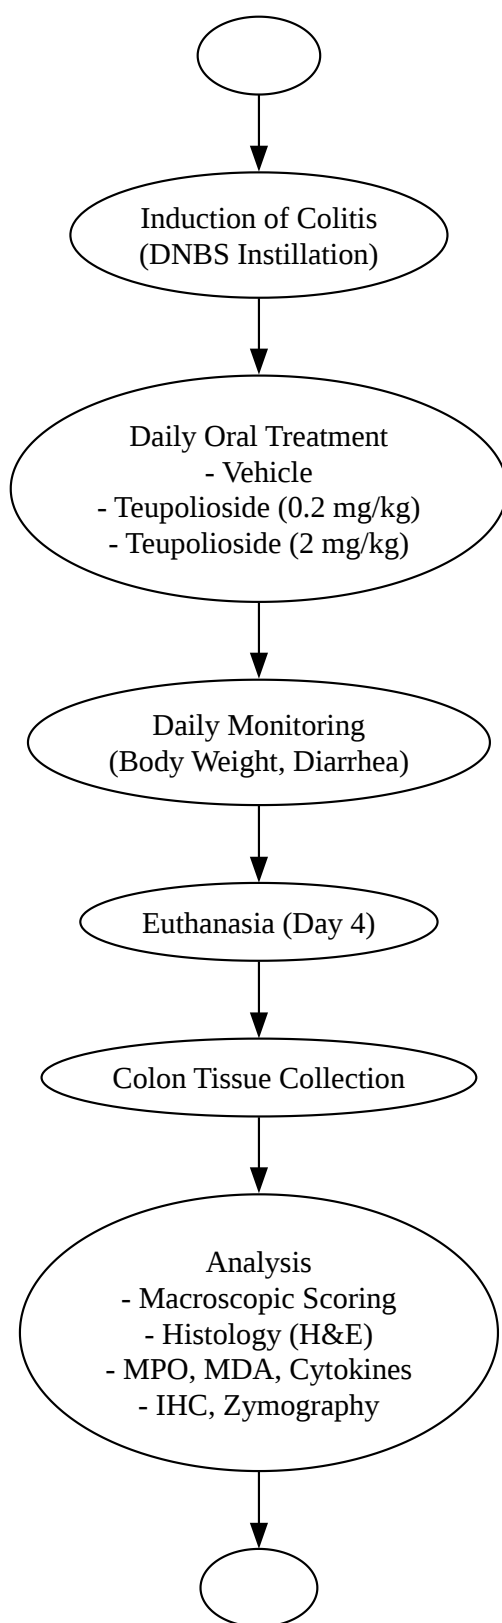 Induction of Colitis
(DNBS Instillation)
Daily Oral Treatment
- Vehicle
- Teupolioside (0.2 mg/kg)
- Teupolioside (2 mg/kg)
Daily Monitoring
(Body Weight, Diarrhea)
Euthanasia (Day 4)
Colon Tissue Collection
Analysis
- Macroscopic Scoring
- Histology (H&E)
- MPO, MDA, Cytokines
- IHC, Zymography